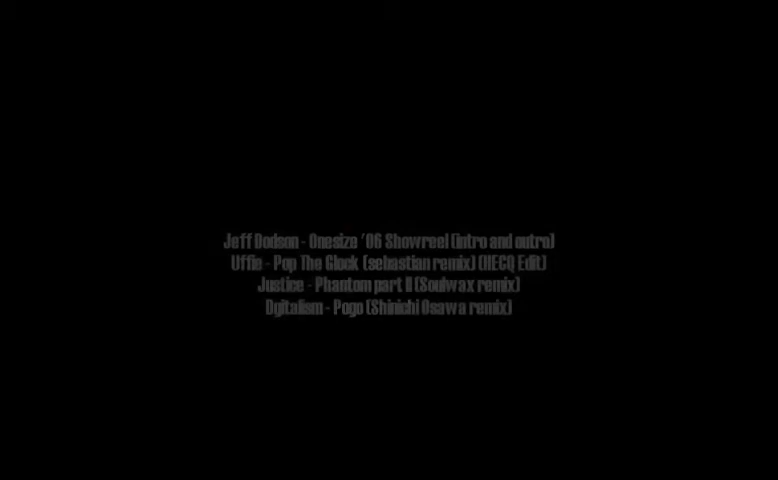 Jeff Dodson - Onesize '06 Showreel (intro and outro)
Uffie - Pop The Glock (sebastian remix) (HECQ Edit)
Justice - Phantom part II (Soulwax remix)
Dgitalism - Pogo (Shinichi Osawa remix)